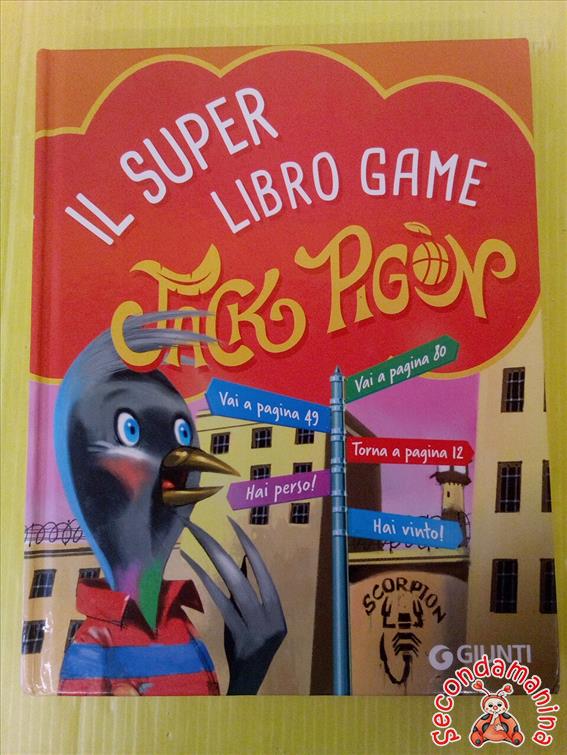 IL SUPER
LIBRO GAME
JACK PIGÒN
Vai a pagina 80
Vai a pagina 49
Torna a pagina 12
Hai perso!
Hai vinto!
SCORPION
GIUNTI
Secondamanina